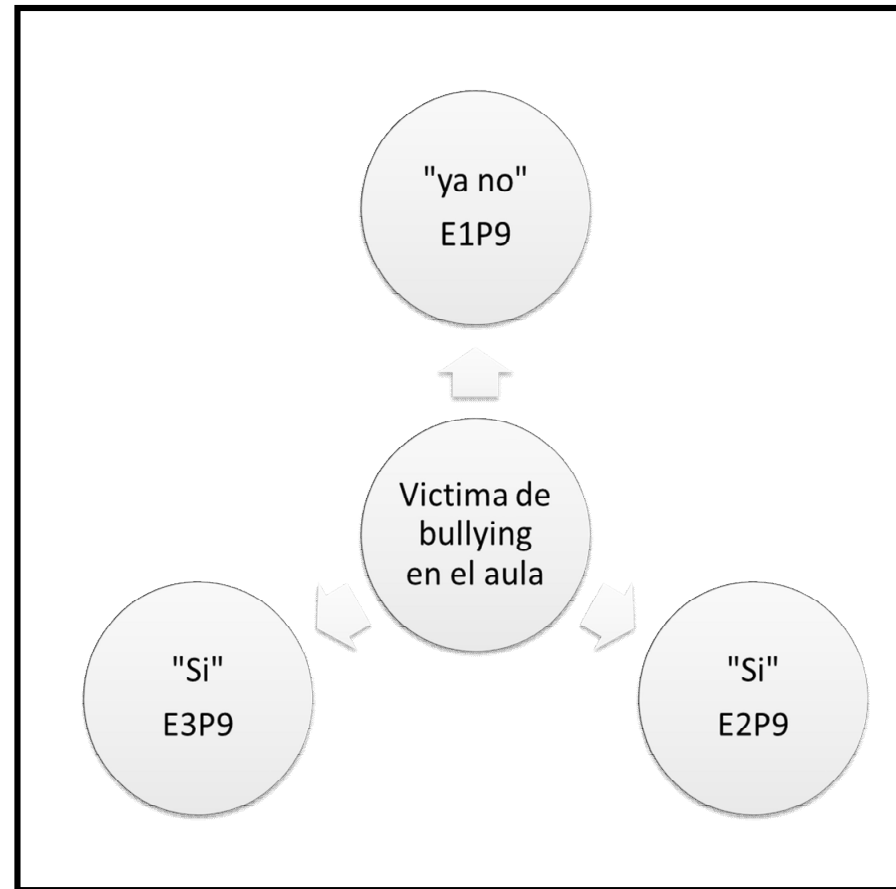 "ya no"
E1P9
Victima de
bullying
en el aula
"Si"
E3P9
"Si"
E2P9